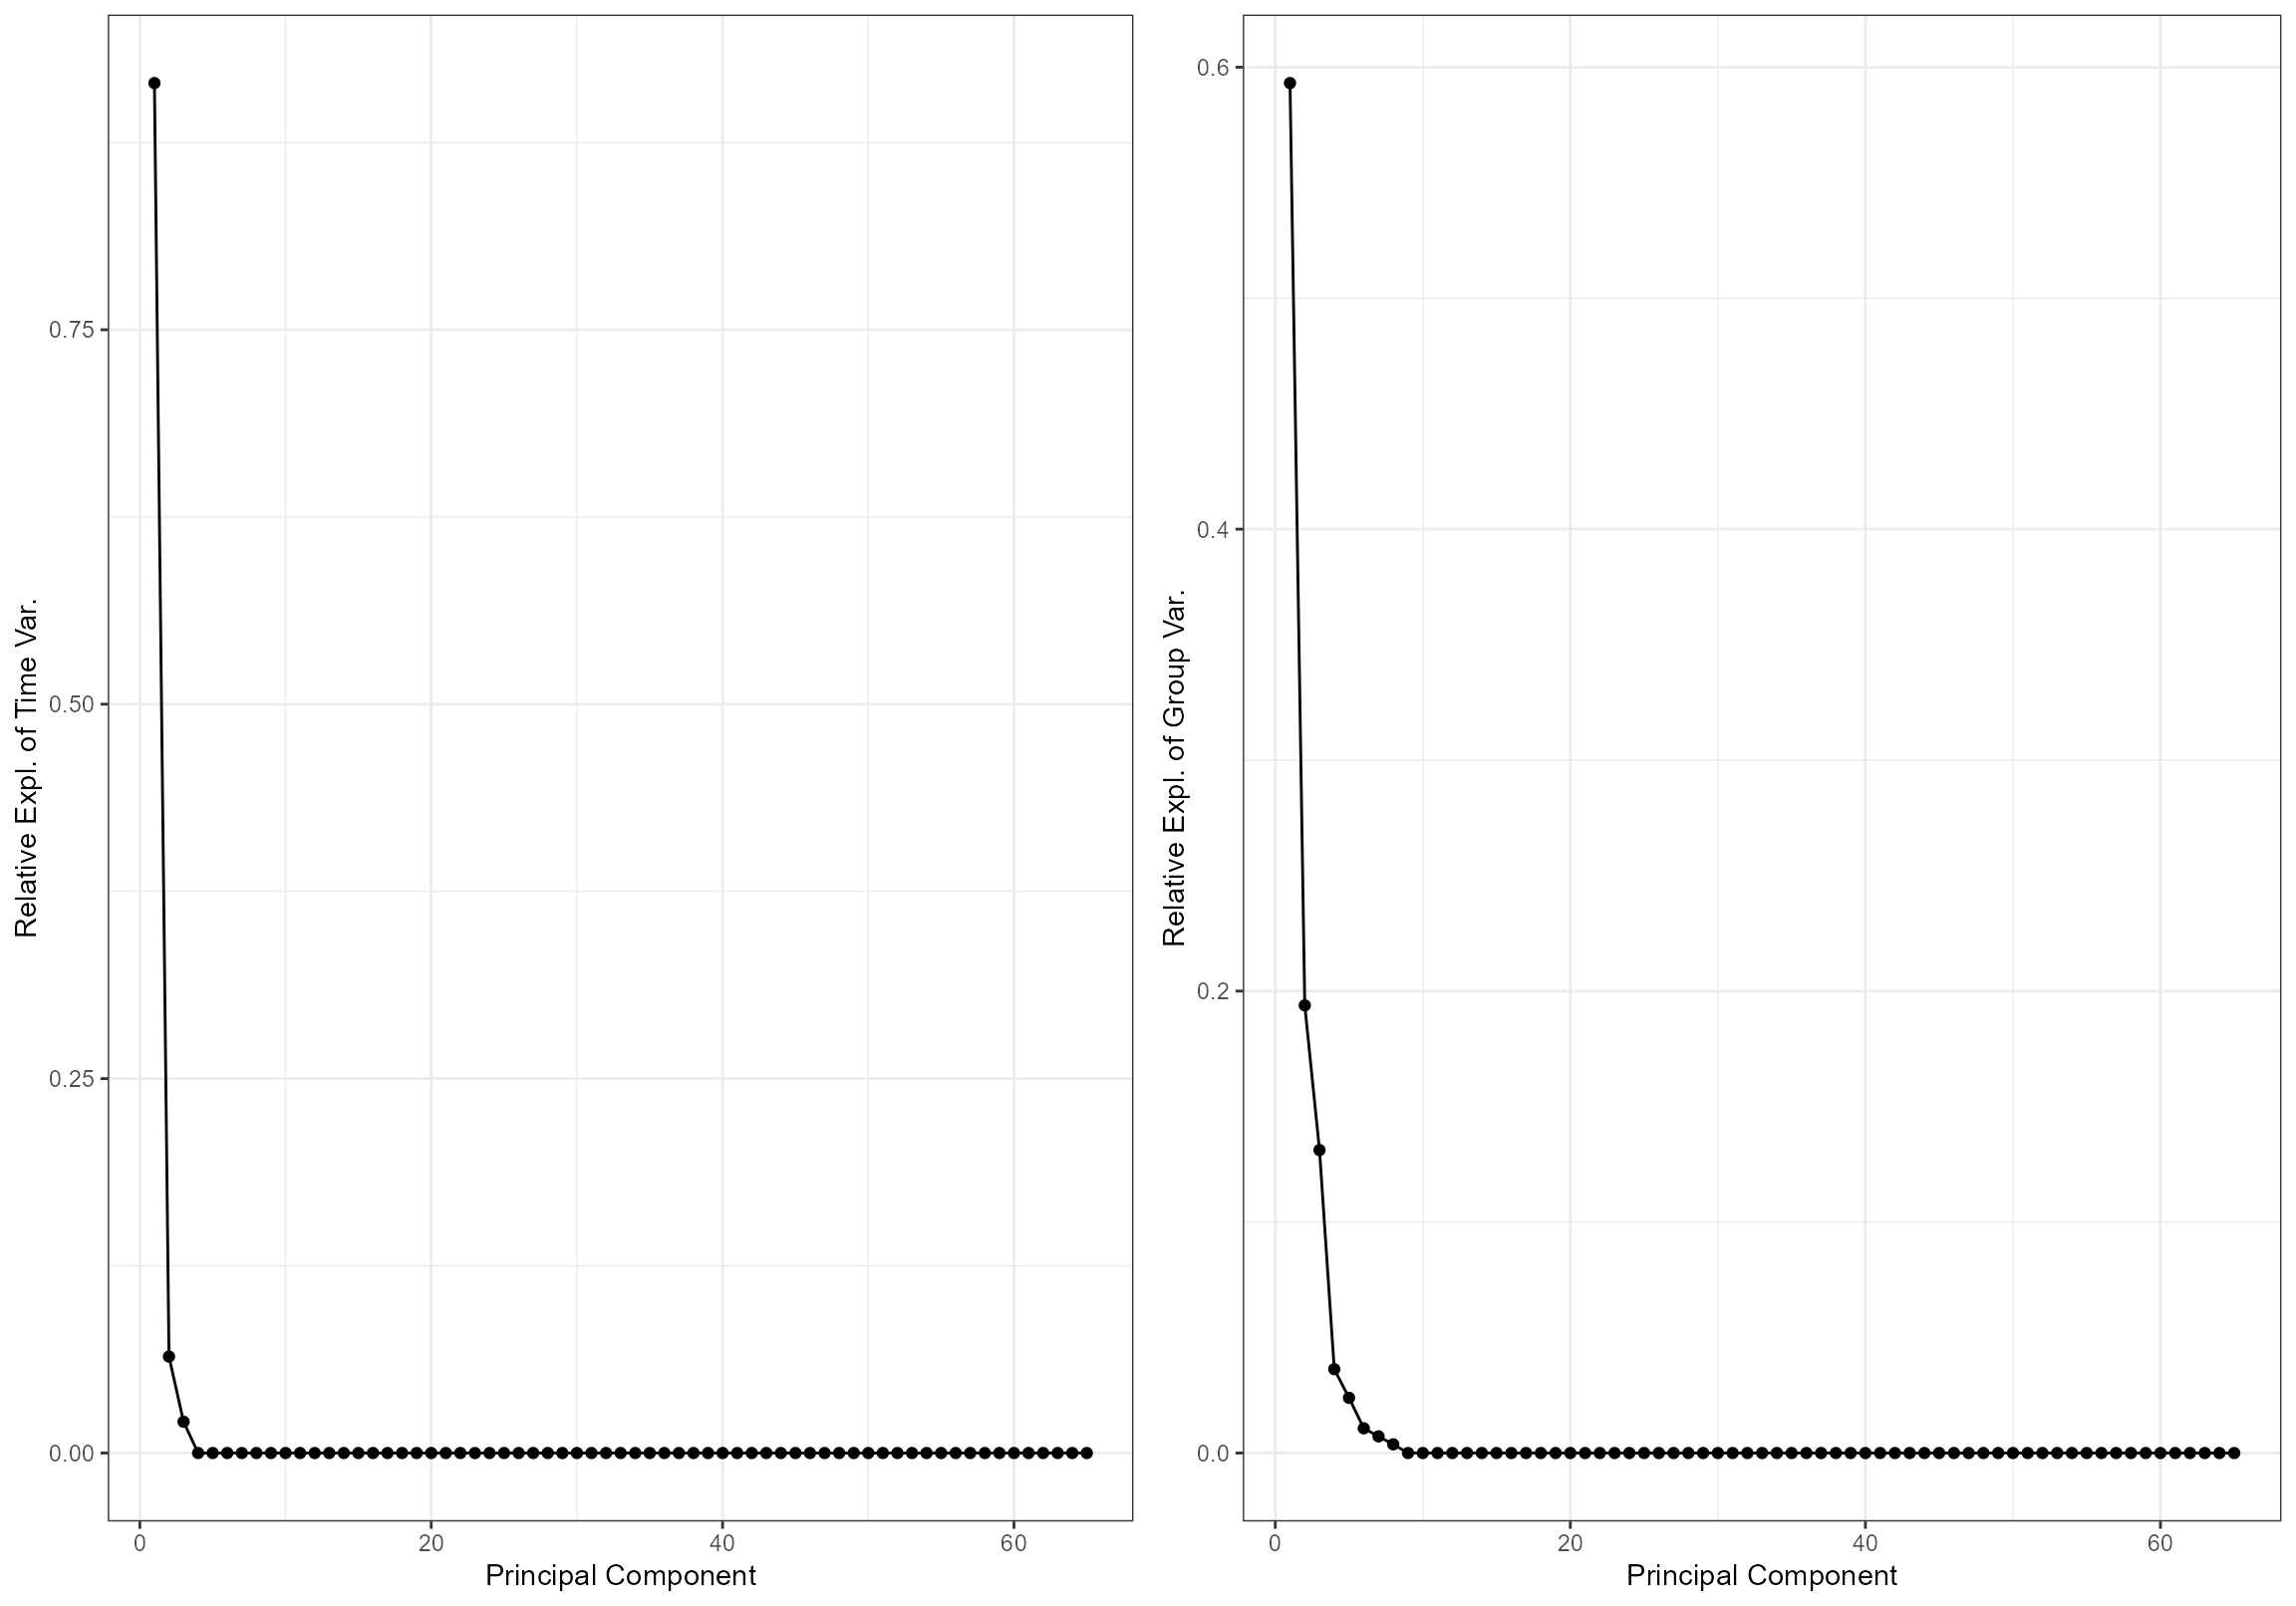 Relative Expl. of Time Var.
0.75
0.50
0.25
0.00
0 20 40 60
Principal Component
Relative Expl. of Group Var.
0.6
0.4
0.2
0.0
0 20 40 60
Principal Component